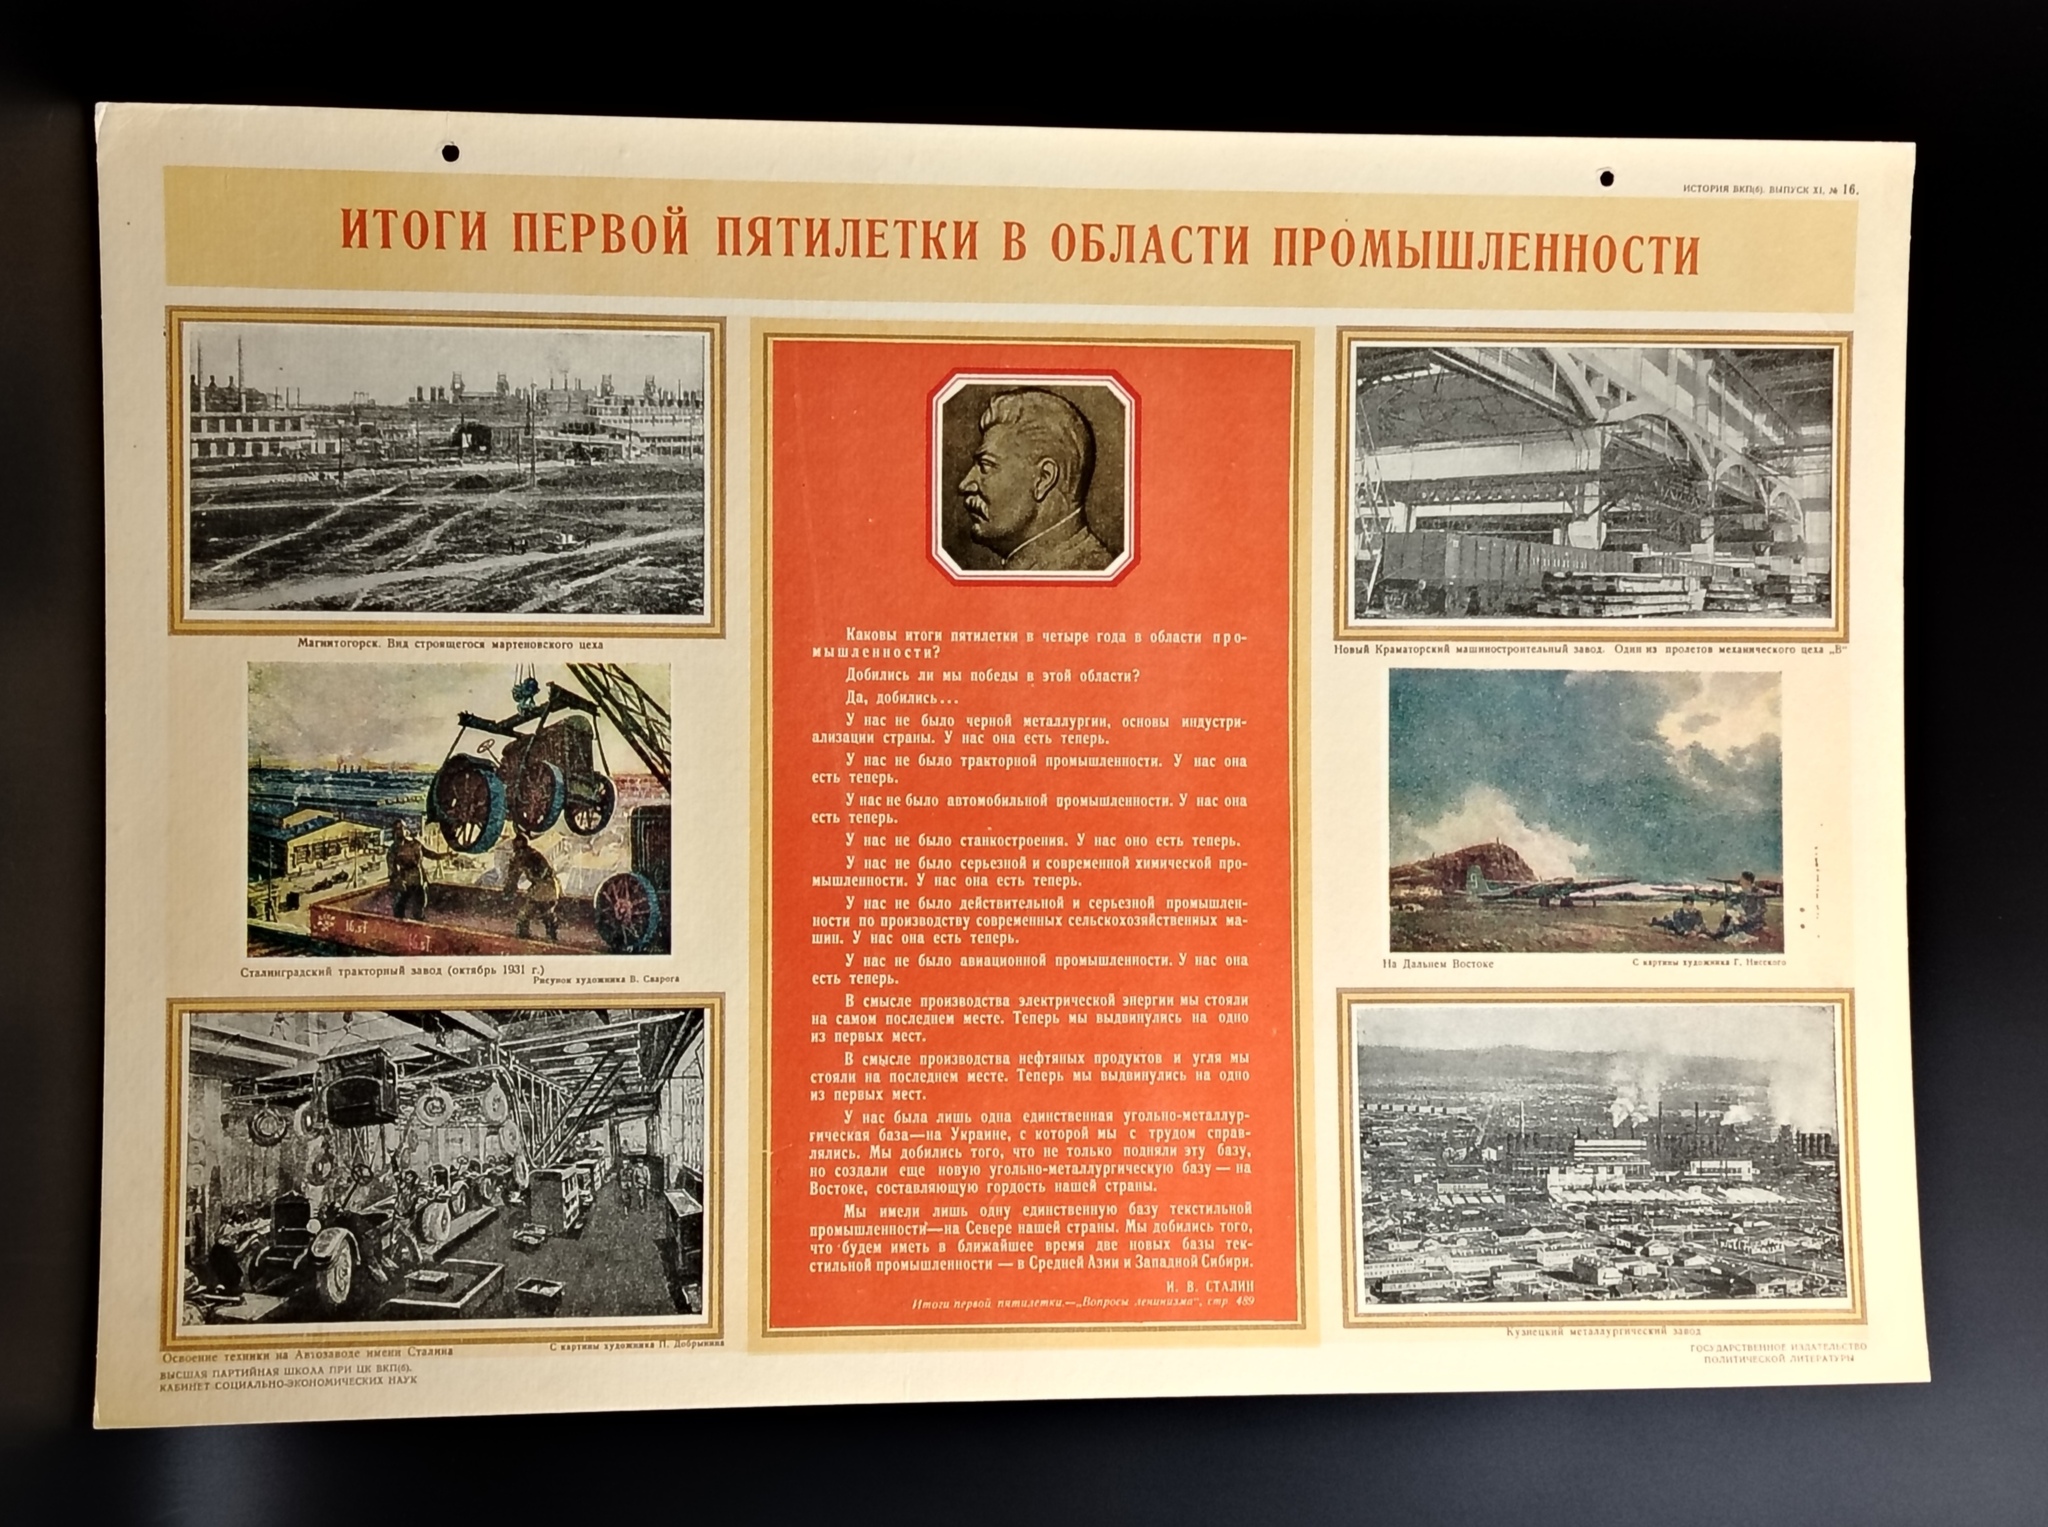 ИСТОРИЯ ВКП(б). ВЫПУСК XI, № 16.
ИТОГИ ПЕРВОЙ ПЯТИЛЕТКИ В ОБЛАСТИ ПРОМЫШЛЕННОСТИ
Магнитогорск. Вид строящегося мартеновского цеха
16.st
16.st
Сталинградский тракторный завод (октябрь 1931 г.)
Рисунок художника В. Сварога
Освоение техники на Автозаводе имени Сталина
С картины художника П. Добрынина
ВЫСШАЯ ПАРТИЙНАЯ ШКОЛА ПРИ ЦК ВКП(б).
КАБИНЕТ СОЦИАЛЬНО-ЭКОНОМИЧЕСКИХ НАУК
Каковы итоги пятилетки в четыре года в области про-
мышленности?
Добились ли мы победы в этой области?
Да, добились...
У нас не было черной металлургии, основы индустри-
ализации страны. У нас она есть теперь.
У нас не было тракторной промышленности. У нас она
есть теперь.
У нас не было автомобильной промышленности. У нас она
есть теперь.
У нас не было станкостроения. У нас оно есть теперь.
У нас не было серьезной и современной химической про-
мышленности. У нас она есть теперь.
У нас не было действительной и серьезной промышлен-
ности по производству современных сельскохозяйственных ма-
шин. У нас она есть теперь.
У нас не было авиационной промышленности. У нас она
есть теперь.
В смысле производства электрической энергии мы стояли
на самом последнем месте. Теперь мы выдвинулись на одно
из первых мест.
В смысле производства нефтяных продуктов и угля мы
стояли на последнем месте. Теперь мы выдвинулись на одно
из первых мест.
У нас была лишь одна единственная угольно-металлур-
гическая база—на Украине, с которой мы с трудом справ-
лялись. Мы добились того, что не только подняли эту базу,
но создали еще новую угольно-металлургическую базу — на
Востоке, составляющую гордость нашей страны.
Мы имели лишь одну единственную базу текстильной
промышленности—на Севере нашей страны. Мы добились того,
что будем иметь в ближайшее время две новых базы тек-
стильной промышленности — в Средней Азии и Западной Сибири.
И. В. СТАЛИН
Итоги первой пятилетки.—„Вопросы ленинизма“, стр. 489
Новый Краматорский машиностроительный завод. Один из пролетов механического цеха „В“
На Дальнем Востоке
С картины художника Г. Нисского
Кузнецкий металлургический завод
ГОСУДАРСТВЕННОЕ ИЗДАТЕЛЬСТВО
ПОЛИТИЧЕСКОЙ ЛИТЕРАТУРЫ